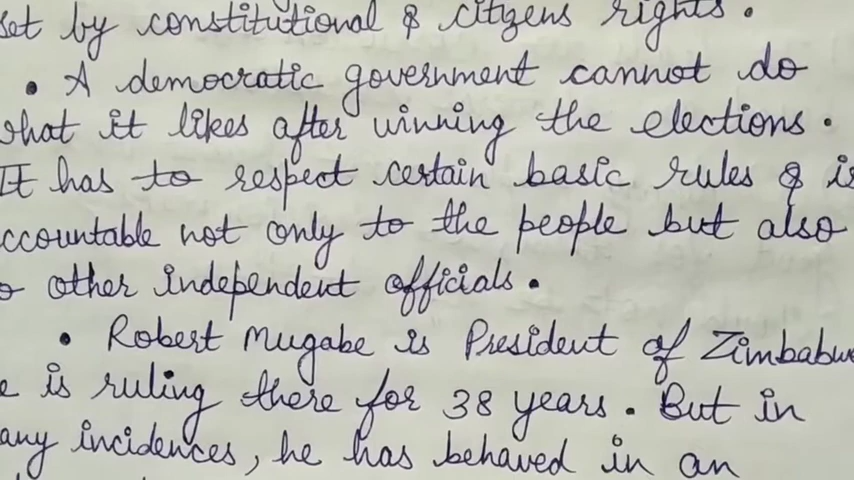 set by constitutional & citizens rights.
• A democratic government cannot do
what it likes after winning the elections.
It has to respect certain basic rules & is
ccountable not only to the people but also
o other independent officials.
• Robert Mugabe is President of Zimbabwe
e is ruling there for 38 years. But in
any incidences, he has behaved in an